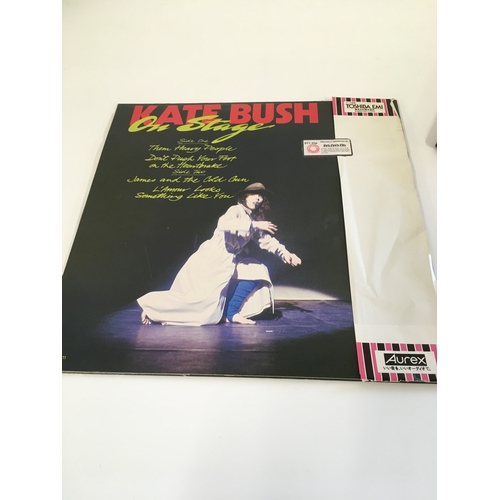 KATE BUSH
On Stage
Side One
Them Heavy People
Don't Push Your Foot
on the Heartbrake
Side Two
James and the Cold Gun
L'Amour Looks
Something Like You
TOSHIBA EMI
Aurex